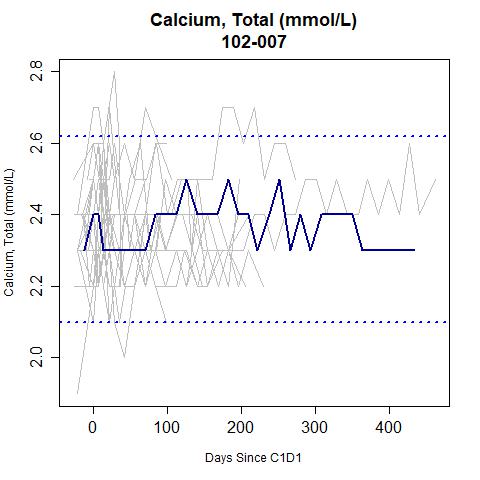 Calcium, Total (mmol/L)
102-007
Calcium, Total (mmol/L)
2.8
2.6
2.4
2.2
2.0
0 100 200 300 400
Days Since C1D1